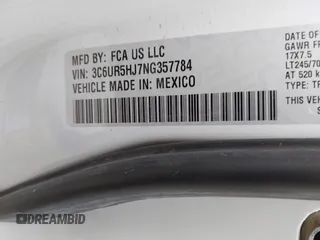 MFD BY: FCA US LLC
VIN: 3C6UR5HJ7NG357784
VEHICLE MADE IN: MEXICO
DATE OF
GAWR FR
17X7.5
LT245/70
AT 520 k
THIS VEH
TYPE: TR
©DREAMBID